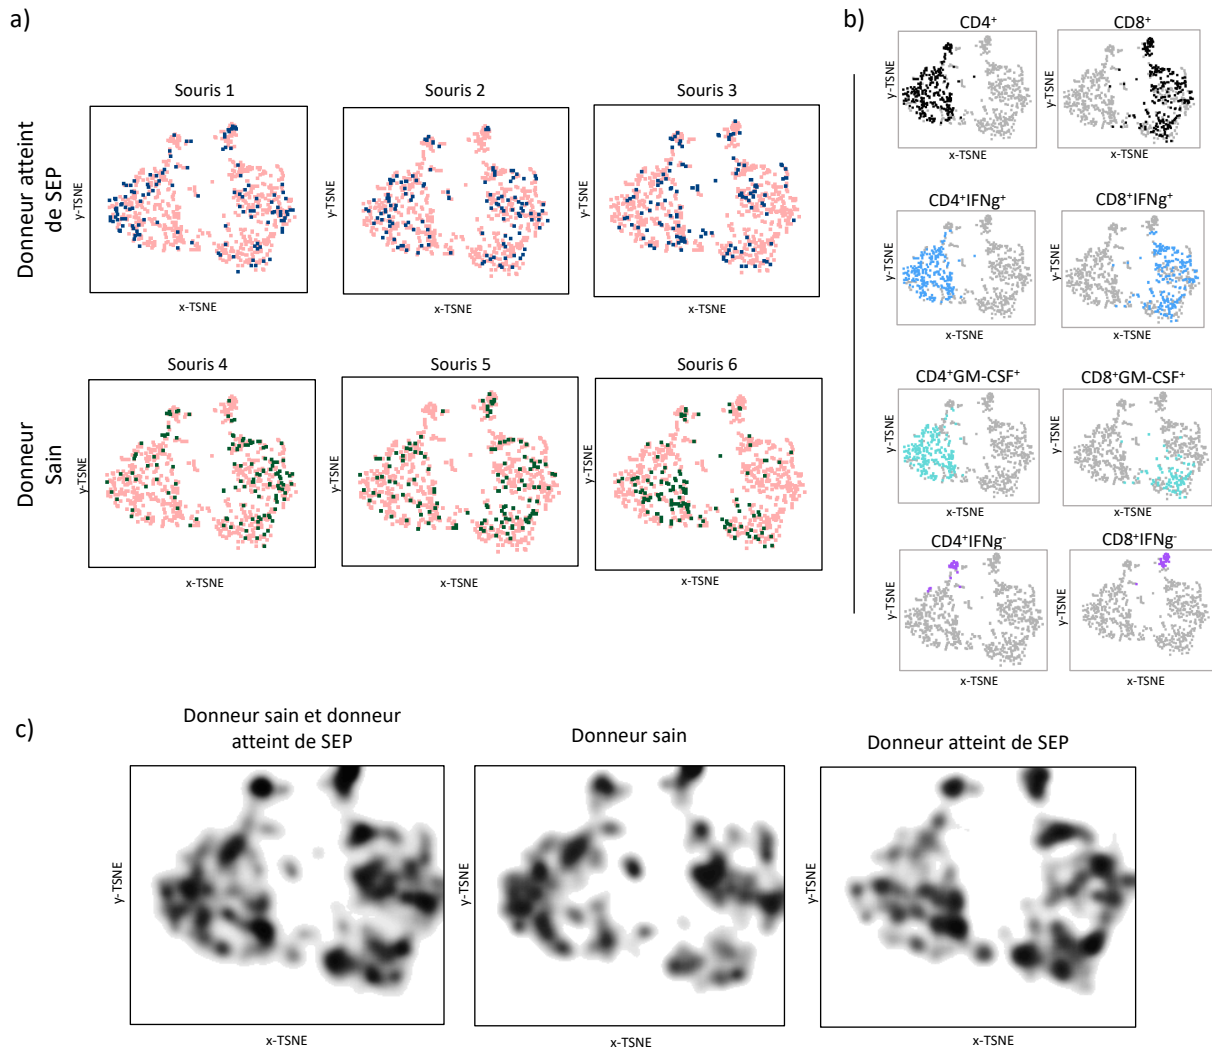 a)
Donneur atteint
de SEP
Souris 1
Souris 2
Souris 3
y-TSNE
y-TSNE
y-TSNE
x-TSNE
x-TSNE
x-TSNE
Donneur
Sain
Souris 4
Souris 5
Souris 6
y-TSNE
y-TSNE
y-TSNE
x-TSNE
x-TSNE
x-TSNE
b)
CD4⁺
CD8⁺
y-TSNE
y-TSNE
x-TSNE
x-TSNE
CD4⁺IFNg⁺
CD8⁺IFNg⁺
y-TSNE
y-TSNE
x-TSNE
x-TSNE
CD4⁺GM-CSF⁺
CD8⁺GM-CSF⁺
y-TSNE
y-TSNE
x-TSNE
x-TSNE
CD4⁺IFNg⁻
CD8⁺IFNg⁻
y-TSNE
y-TSNE
x-TSNE
x-TSNE
c)
Donneur sain et donneur
atteint de SEP
Donneur sain
Donneur atteint de SEP
y-TSNE
y-TSNE
y-TSNE
x-TSNE
x-TSNE
x-TSNE